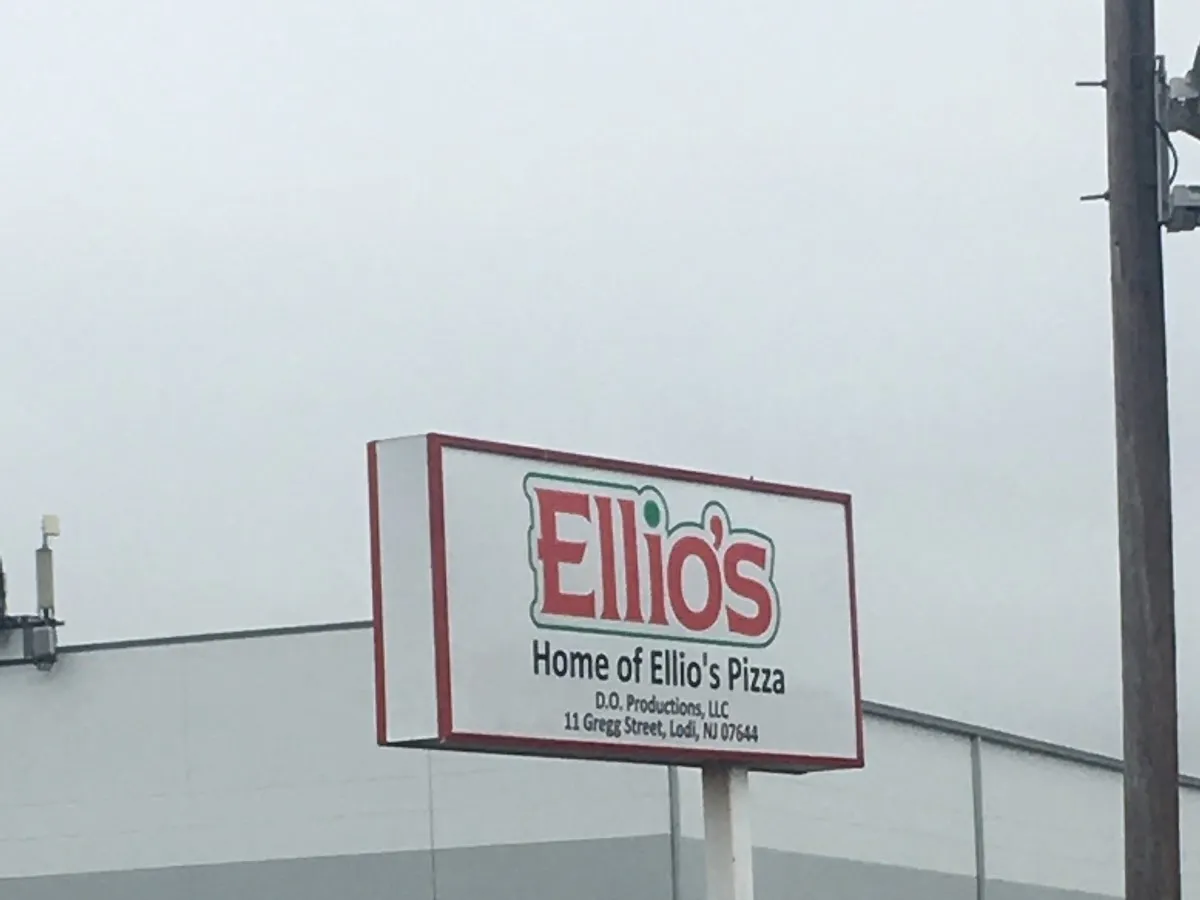 Ellio's
Home of Ellio's Pizza
D.O. Productions, LLC
11 Gregg Street, Lodi, NJ 07644